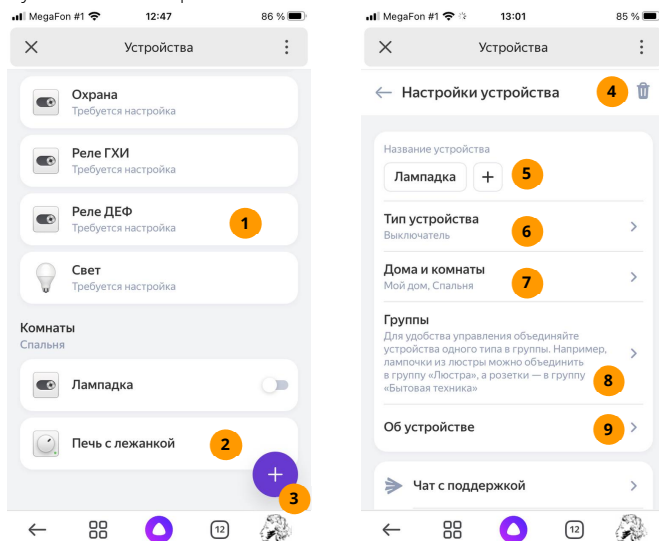 MegaFon #1 12:47 86 %
Устройства
Охрана
Требуется настройка
Реле ГХИ
Требуется настройка
Реле ДЕФ
Требуется настройка
1
Свет
Требуется настройка
Комнаты
Спальня
Лампадка
Печь с лежанкой
2
+
3
12
MegaFon #1 13:01 85 %
Устройства
Настройки устройства
4
Название устройства
Лампадка +
5
Тип устройства
Выключатель
6
Дома и комнаты
Мой дом, Спальня
7
Группы
Для удобства управления объединяйте
устройства одного типа в группы. Например,
лампочки из люстры можно объединить
в группу «Люстра», а розетки — в группу
«Бытовая техника»
8
Об устройстве
9
Чат с поддержкой
12